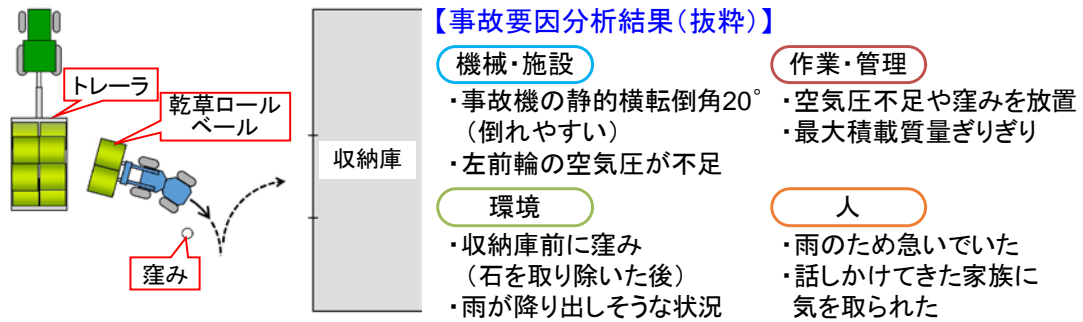 トレーラ
乾草ロール
ベール
収納庫
窪み
【事故要因分析結果(抜粋)】
機械・施設
・事故機の静的横転倒角20°
(倒れやすい)
・左前輪の空気圧が不足
作業・管理
・空気圧不足や窪みを放置
・最大積載質量ぎりぎり
環境
・収納庫前に窪み
(石を取り除いた後)
・雨が降り出しそうな状況
人
・雨のため急いでいた
・話しかけてきた家族に
気を取られた